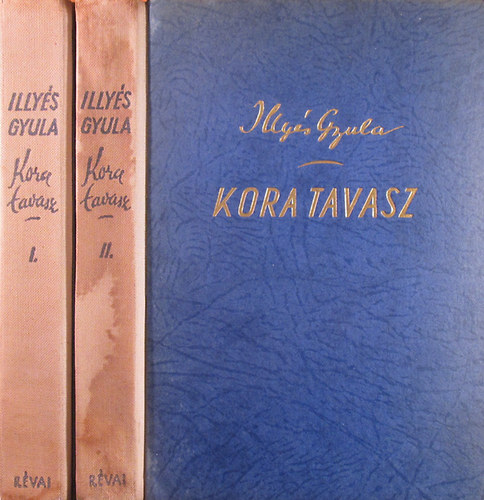 ILLYÉS
GYULA
Kora
tavasz
I.
RÉVAI
ILLYÉS
GYULA
Kora
tavasz
II.
RÉVAI
Illyés Gyula
KORA TAVASZ